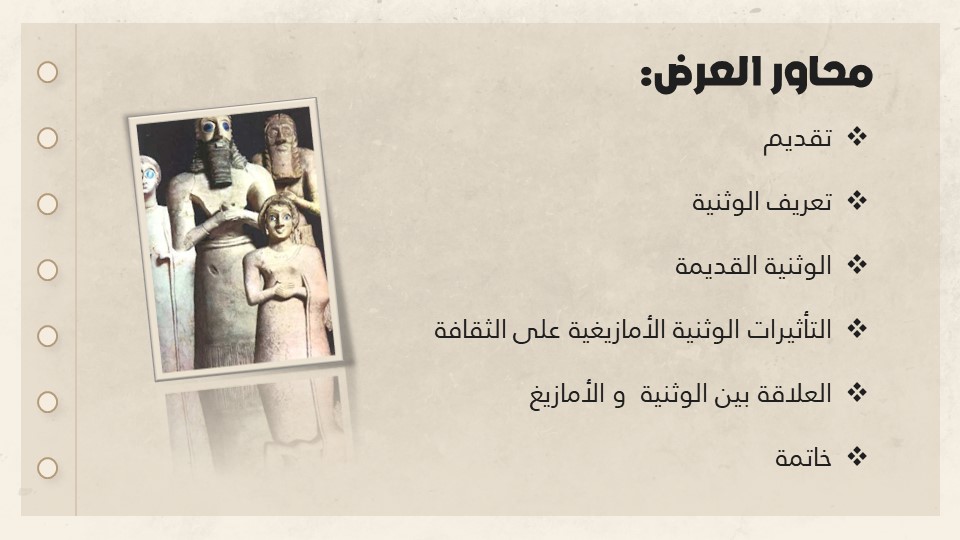 محاور العرض:
❖ تقديم
❖ تعريف الوثنية
❖ الوثنية القديمة
❖ التأثيرات الوثنية الأمازيغية على الثقافة
❖ العلاقة بين الوثنية و الأمازيغ
❖ خاتمة